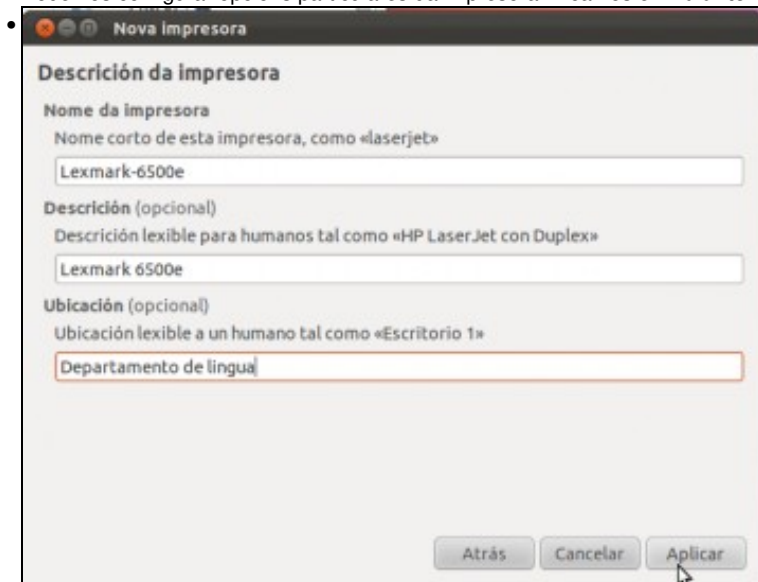 Nova impresora
Descrición da impresora
Nome da impresora
Nome corto de esta impresora, como «laserjet»
Lexmark-6500e
Descrición (opcional)
Descrición lexible para humanos tal como «HP LaserJet con Duplex»
Lexmark 6500e
Ubicación (opcional)
Ubicación lexible a un humano tal como «Escritorio 1»
Departamento de lingua
Atrás Cancelar Aplicar